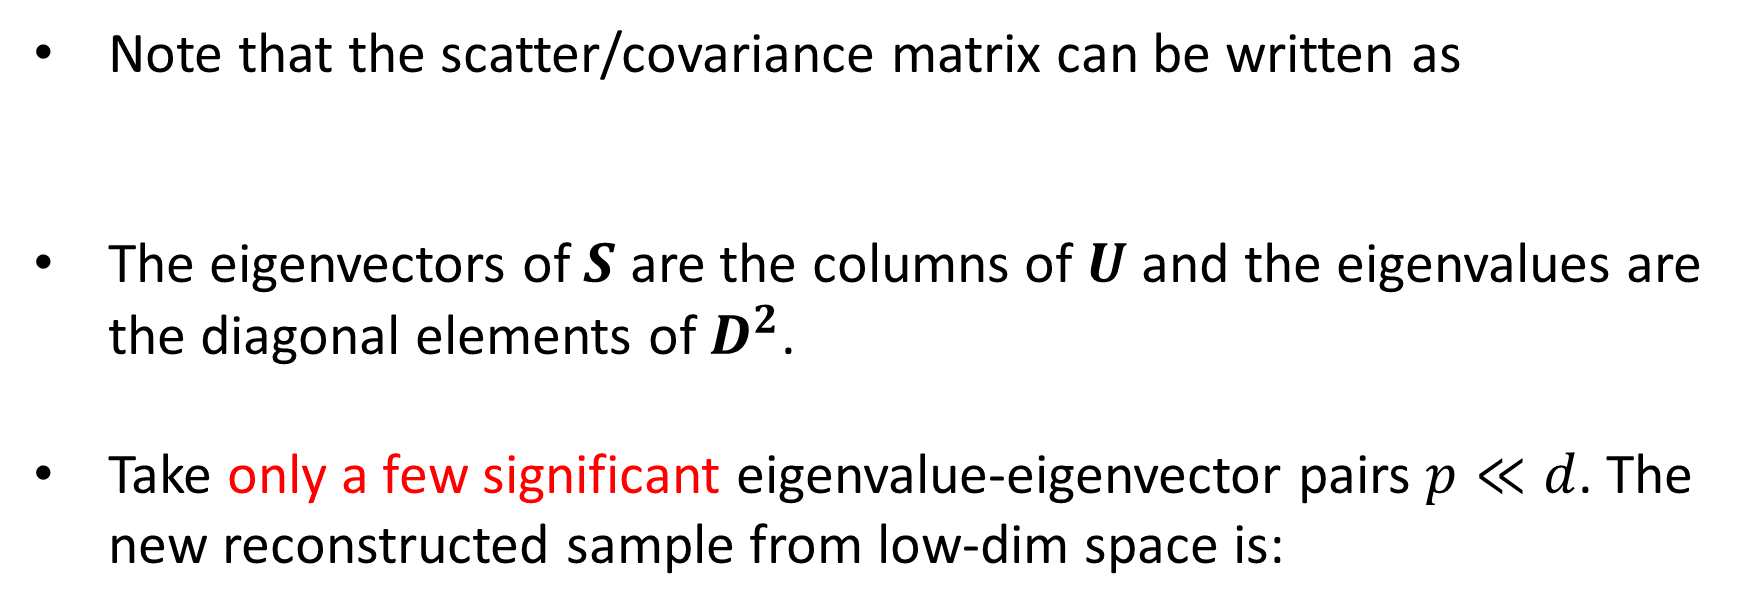 • Note that the scatter/covariance matrix can be written as
• The eigenvectors of 𝑺 are the columns of 𝑼 and the eigenvalues are
the diagonal elements of 𝑫².
• Take only a few significant eigenvalue-eigenvector pairs 𝑝 ≪ 𝑑. The
new reconstructed sample from low-dim space is: